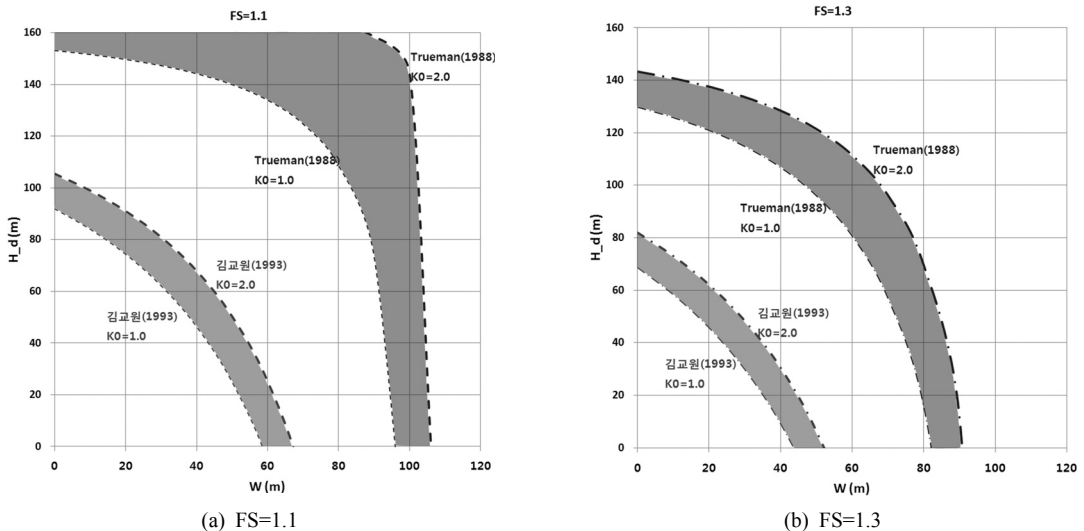 FS=1.1
160
140
120
100
80
60
40
20
0
H_d (m)
Trueman(1988)
K0=2.0
Trueman(1988)
K0=1.0
김교원(1993)
K0=2.0
김교원(1993)
K0=1.0
0 20 40 60 80 100 120
W (m)
(a) FS=1.1
FS=1.3
160
140
120
100
80
60
40
20
0
H_d (m)
Trueman(1988)
K0=2.0
Trueman(1988)
K0=1.0
김교원(1993)
K0=2.0
김교원(1993)
K0=1.0
0 20 40 60 80 100 120
W (m)
(b) FS=1.3